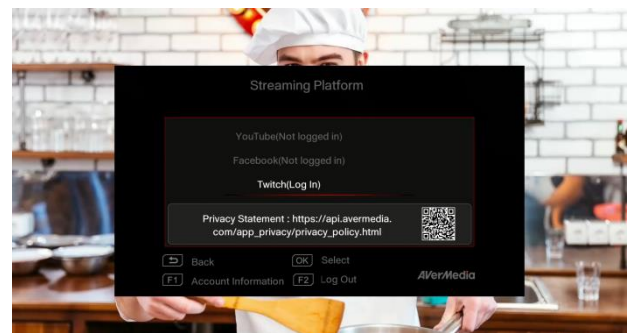 Streaming Platform
YouTube(Not logged in)
Facebook(Not logged in)
Twitch(Log In)
Privacy Statement : https://api.avermedia.
com/app_privacy/privacy_policy.html
Back
OK Select
F1 Account Information F2 Log Out
AVerMedia